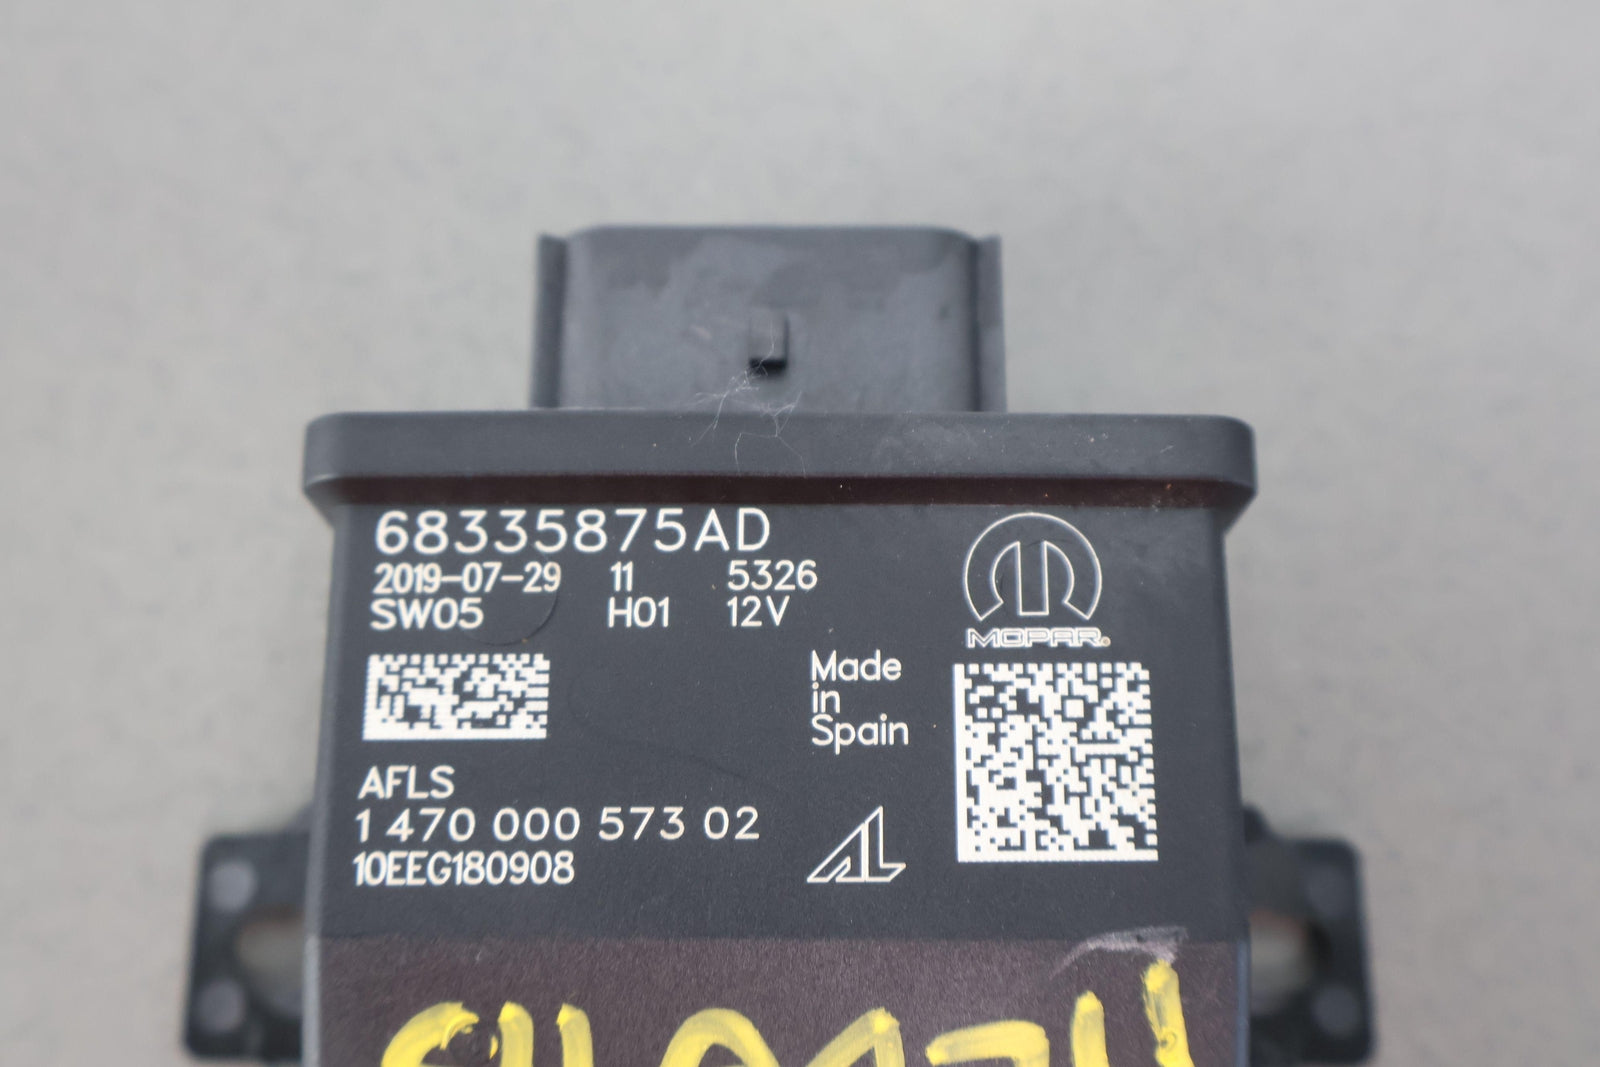 68335875AD
2019-07-29 11 5326
SW05 H01 12V
MOPAR.
Made
in
Spain
AFLS
1 470 000 573 02
10EEG180908
AL